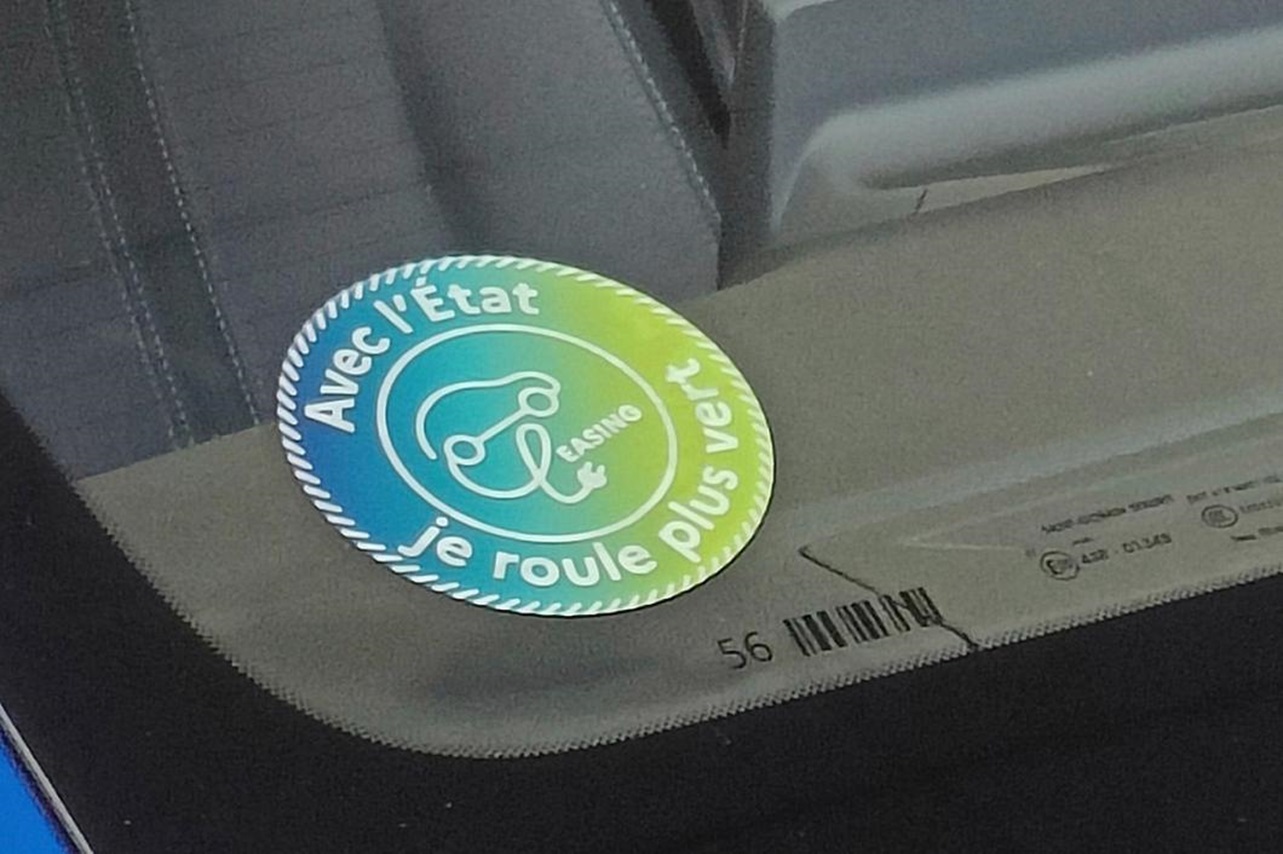 Avec l'État
EASING
je roule plus vert
56